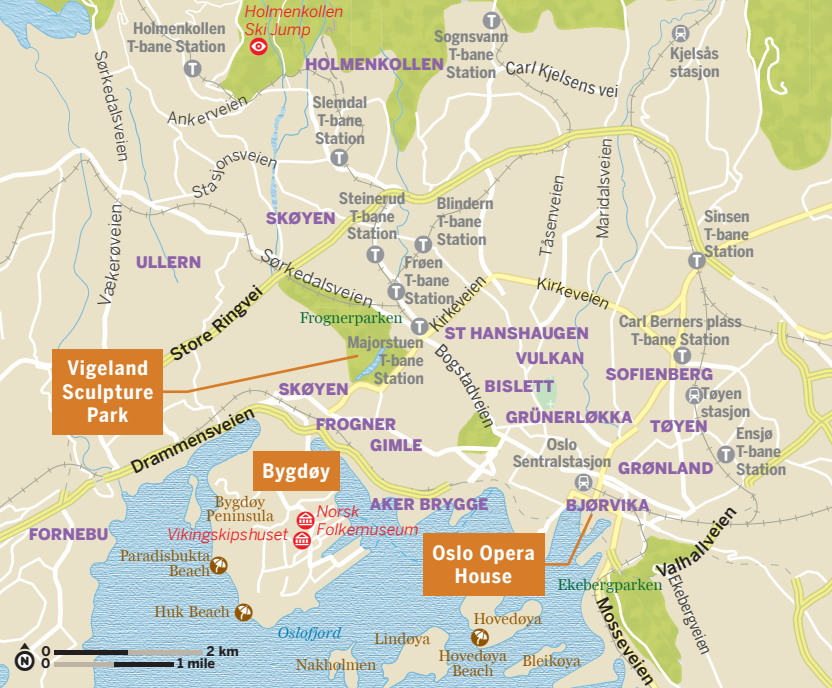 Holmenkollen
Ski Jump
Holmenkollen
T-bane Station
Sognsvann
T-bane
Station
Kjelsås
stasjon
HOLMENKOLLEN
Carl Kjelsens vei
Sørkedalsveien
Ankerveien
Slemdal
T-bane
Station
Stasjonsveien
Maridalsveien
Tåsenveien
Steinerud
T-bane
Station
Blindern
T-bane
Station
Sinsen
T-bane
Station
SKØYEN
Vækerøveien
ULLERN
Sørkedalsveien
Frøen
T-bane
Station
Kirkeveien
Kirkeveien
Store Ringvei
Frognerparken
Majorstuen
T-bane
Station
ST HANSHAUGEN
Carl Berners plass
T-bane Station
VULKAN
Bogstadveien
Vigeland
Sculpture
Park
SKØYEN
BISLETT
SOFIENBERG
Tøyen
stasjon
Drammensveien
FROGNER
GRÜNERLØKKA
TØYEN
GIMLE
Oslo
Sentralstasjon
Ensjø
T-bane
Station
GRØNLAND
Bygdøy
Bygdøy
Peninsula
AKER BRYGGE
BJØRVIKA
Norsk
Folkemuseum
Vikingskipshuset
FORNEBU
Valhallveien
Paradisbukta
Beach
Oslo Opera
House
Ekebergparken
Ekebergveien
Mosseveien
Huk Beach
Oslofjord
Lindøya
Hovedøya
Hovedøya
Beach
Bleikøya
Nakholmen
N
0 2 km
0 1 mile